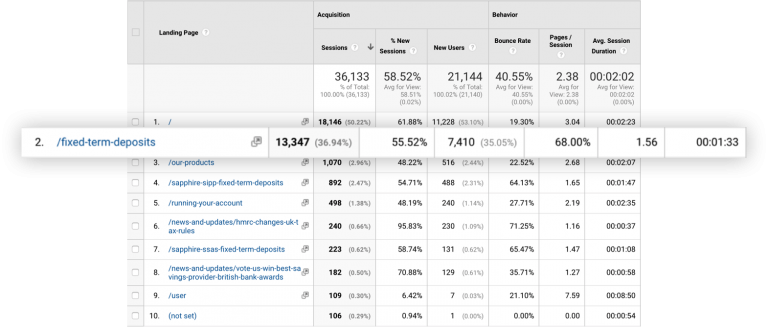 Acquisition Behavior
Landing Page ? Sessions ? % New Sessions ? New Users ? Bounce Rate ? Pages / Session ? Avg. Session Duration ?
36,133 58.52% 21,144 40.55% 2.38 00:02:02
% of Total: 100.00% (36,133) Avg for View: 58.51% (0.02%) % of Total: 100.02% (21,140) Avg for View: 40.55% (0.00%) Avg for View: 2.38 (0.00%) Avg for View: 00:02:02 (0.00%)
1. / 18,146 (50.22%) 61.88% 11,228 (53.10%) 19.30% 3.04 00:02:23
2. /fixed-term-deposits 13,347 (36.94%) 55.52% 7,410 (35.05%) 68.00% 1.56 00:01:33
3. /our-products 1,070 (2.96%) 48.22% 516 (2.44%) 22.52% 2.68 00:02:07
4. /sapphire-sipp-fixed-term-deposits 892 (2.47%) 54.71% 488 (2.31%) 64.13% 1.65 00:01:47
5. /running-your-account 498 (1.38%) 48.19% 240 (1.14%) 27.71% 2.19 00:02:35
6. /news-and-updates/hmrc-changes-uk-tax-rules 240 (0.66%) 95.83% 230 (1.09%) 71.25% 1.16 00:00:37
7. /sapphire-ssas-fixed-term-deposits 223 (0.62%) 58.74% 131 (0.62%) 65.47% 1.47 00:01:08
8. /news-and-updates/vote-us-win-best-savings-provider-british-bank-awards 182 (0.50%) 70.88% 129 (0.61%) 35.71% 1.27 00:00:58
9. /user 109 (0.30%) 6.42% 7 (0.03%) 21.10% 7.59 00:08:50
10. (not set) 106 (0.29%) 0.94% 1 (0.00%) 0.00% 0.00 00:00:54